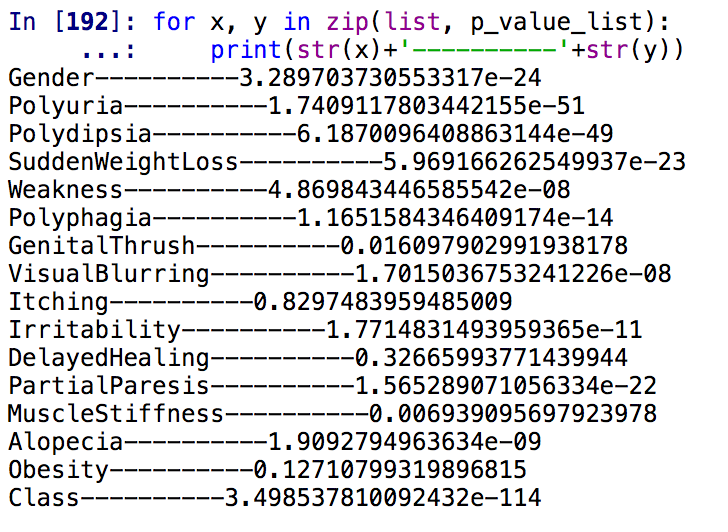 In [192]: for x, y in zip(list, p_value_list):
     ...:     print(str(x)+'----------'+str(y))
Gender----------3.289703730553317e-24
Polyuria----------1.7409117803442155e-51
Polydipsia----------6.1870096408863144e-49
SuddenWeightLoss----------5.969166262549937e-23
Weakness----------4.869843446585542e-08
Polyphagia----------1.1651584346409174e-14
GenitalThrush----------0.016097902991938178
VisualBlurring----------1.7015036753241226e-08
Itching----------0.8297483959485009
Irritability----------1.7714831493959365e-11
DelayedHealing----------0.32665993771439944
PartialParesis----------1.565289071056334e-22
MuscleStiffness----------0.006939095697923978
Alopecia----------1.9092794963634e-09
Obesity----------0.12710799319896815
Class----------3.498537810092432e-114